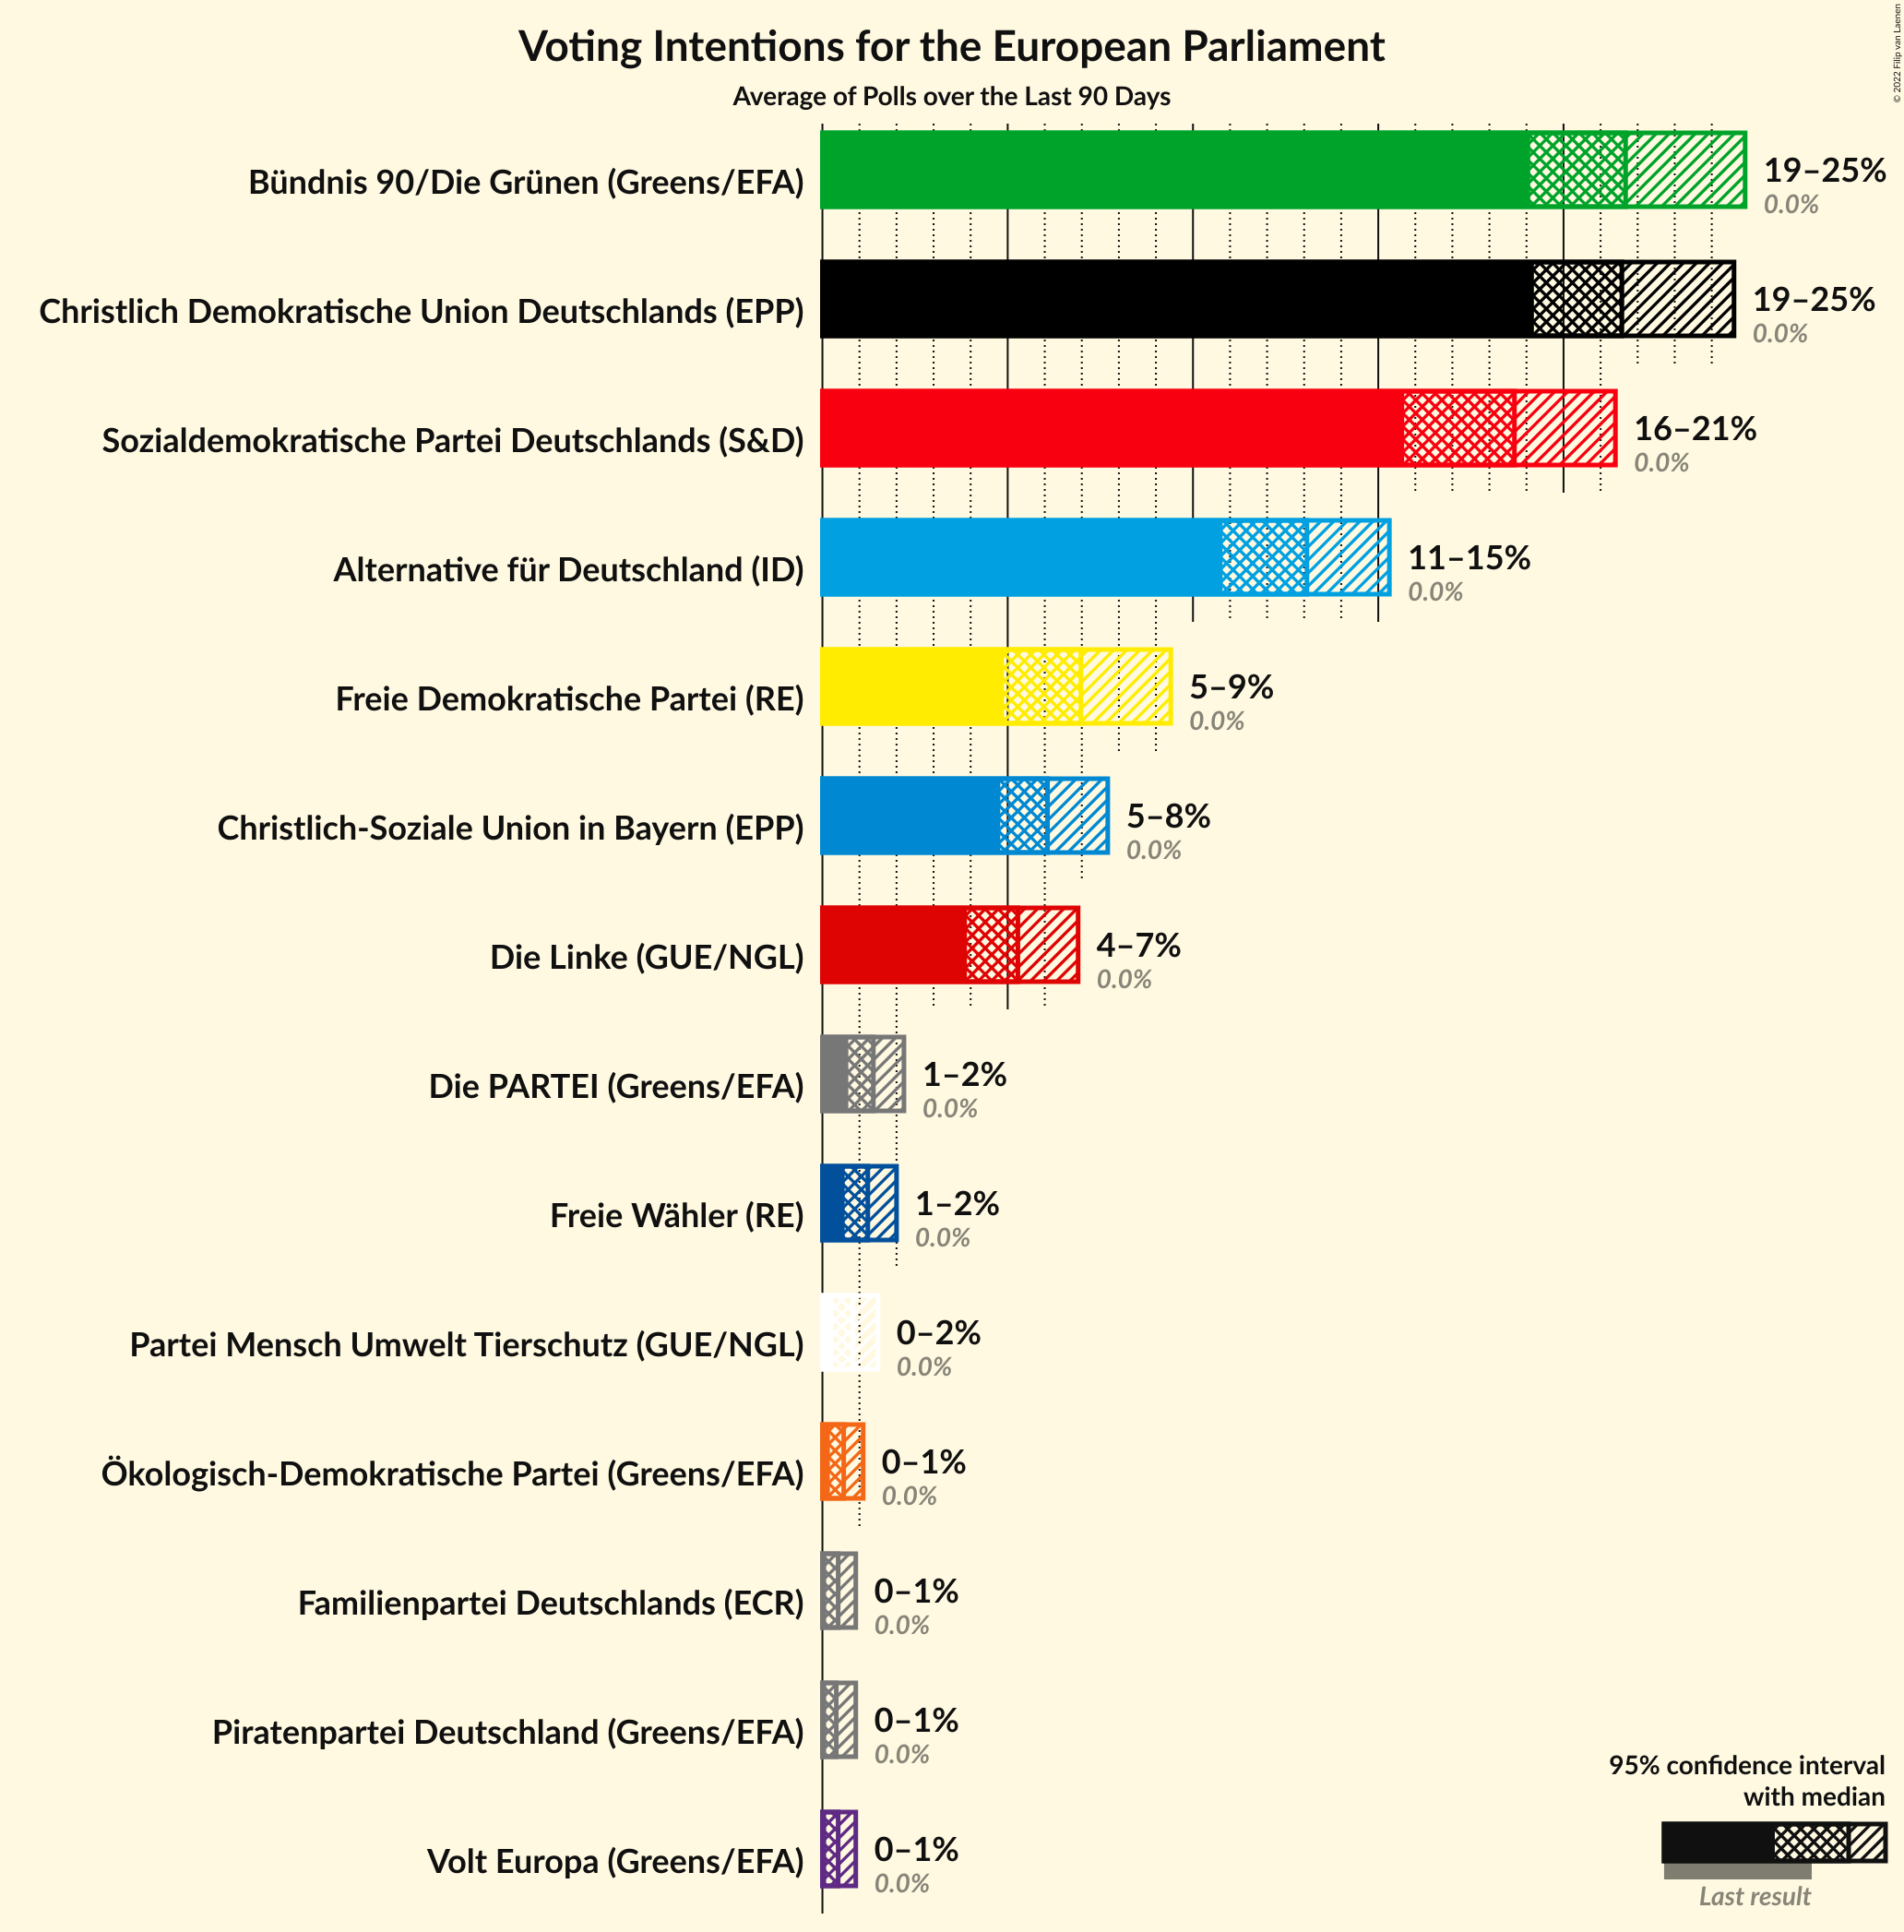 Voting Intentions for the European Parliament
Average of Polls over the Last 90 Days
© 2022 Filip van Laenen
Bündnis 90/Die Grünen (Greens/EFA)
19–25%
0.0%
Christlich Demokratische Union Deutschlands (EPP)
19–25%
0.0%
Sozialdemokratische Partei Deutschlands (S&D)
16–21%
0.0%
Alternative für Deutschland (ID)
11–15%
0.0%
Freie Demokratische Partei (RE)
5–9%
0.0%
Christlich-Soziale Union in Bayern (EPP)
5–8%
0.0%
Die Linke (GUE/NGL)
4–7%
0.0%
Die PARTEI (Greens/EFA)
1–2%
0.0%
Freie Wähler (RE)
1–2%
0.0%
Partei Mensch Umwelt Tierschutz (GUE/NGL)
0–2%
0.0%
Ökologisch-Demokratische Partei (Greens/EFA)
0–1%
0.0%
Familienpartei Deutschlands (ECR)
0–1%
0.0%
Piratenpartei Deutschland (Greens/EFA)
0–1%
0.0%
Volt Europa (Greens/EFA)
0–1%
0.0%
95% confidence interval
with median
Last result